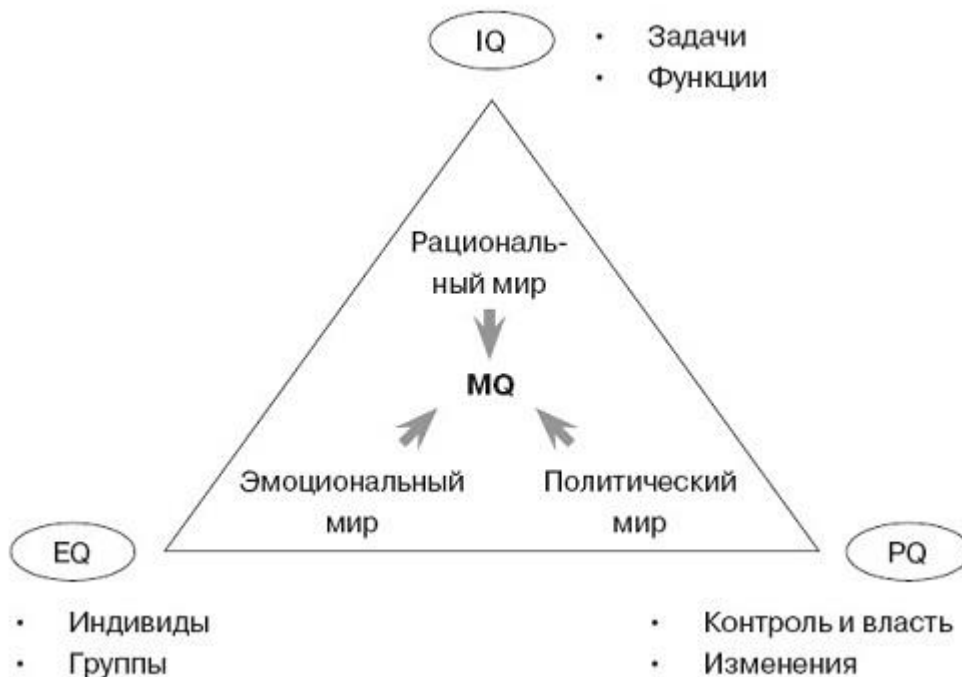 IQ
• Задачи
• Функции
Рациональ-
ный мир
MQ
Эмоциональный
мир
Политический
мир
EQ
PQ
• Индивиды
• Группы
• Контроль и власть
• Изменения